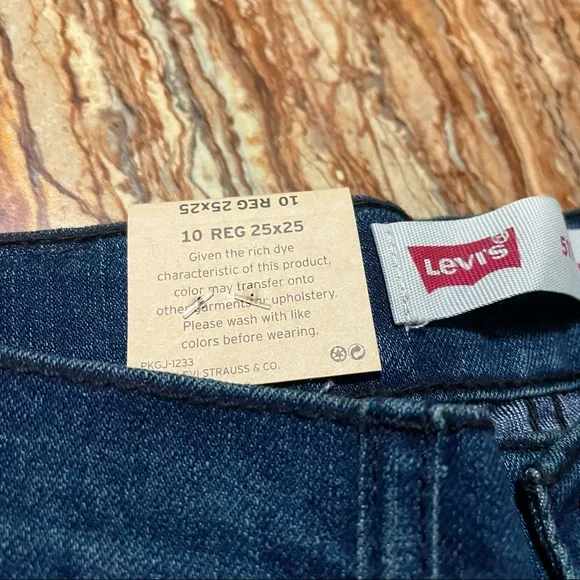 10 REG 25x25
10 REG 25x25
Given the rich dye
characteristic of this product,
color may transfer onto
other garments or upholstery.
Please wash with like
colors before wearing.
PKGJ-1233
LEVI STRAUSS & CO.
Levi's